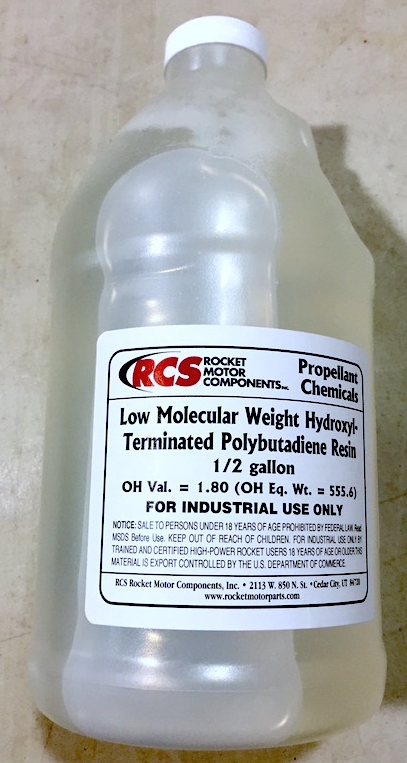 RCS ROCKET MOTOR COMPONENTS INC.
Propellant Chemicals
Low Molecular Weight Hydroxyl-
Terminated Polybutadiene Resin
1/2 gallon
OH Val. = 1.80 (OH Eq. Wt. = 555.6)
FOR INDUSTRIAL USE ONLY
NOTICE: SALE TO PERSONS UNDER 18 YEARS OF AGE PROHIBITED BY FEDERAL LAW. Read
MSDS Before Use. KEEP OUT OF REACH OF CHILDREN. FOR INDUSTRIAL USE ONLY BY
TRAINED AND CERTIFIED HIGH-POWER ROCKET USERS 18 YEARS OF AGE OR OLDER. THIS
MATERIAL IS EXPORT CONTROLLED BY THE U.S. DEPARTMENT OF COMMERCE.
RCS Rocket Motor Components, Inc. • 2113 W. 850 N. St. • Cedar City, UT 84720
www.rocketmotorparts.com